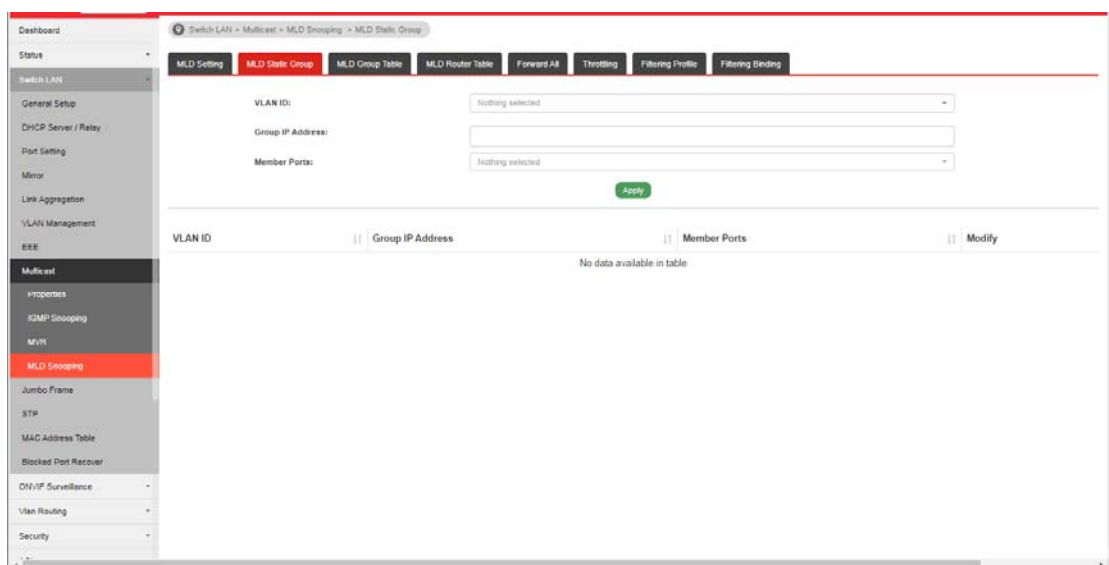 Switch LAN » Multicast » MLD Snooping » MLD Static Group
Dashboard
Status
Switch LAN
General Setup
DHCP Server / Relay
Port Setting
Mirror
Link Aggregation
VLAN Management
EEE
Multicast
Properties
IGMP Snooping
MVR
MLD Snooping
Jumbo Frame
STP
MAC Address Table
Blocked Port Recover
ONVIF Surveillance
Vlan Routing
Security
MLD Setting MLD Static Group MLD Group Table MLD Router Table Forward All Throttling Filtering Profile Filtering Binding
VLAN ID: Nothing selected
Group IP Address:
Member Ports: Nothing selected
Apply
VLAN ID Group IP Address Member Ports Modify
No data available in table